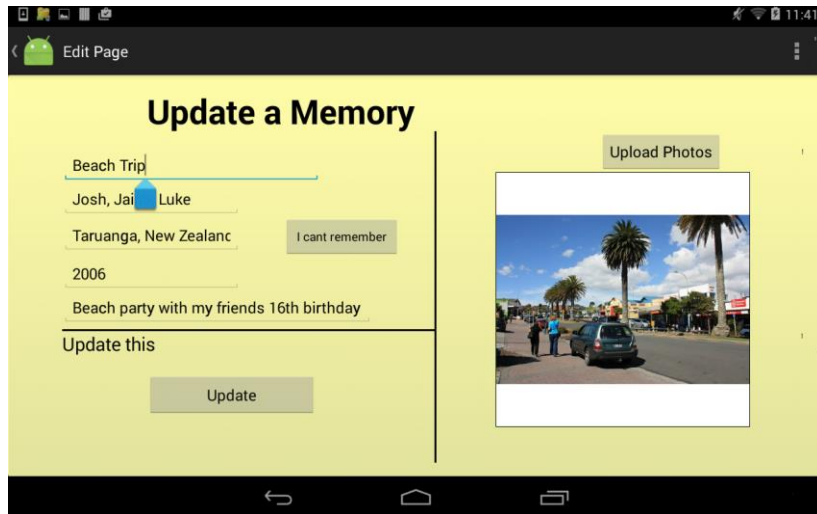 11:41
Edit Page
Update a Memory
Beach Trip
Josh, Jai Luke
Taruanga, New Zealand
I cant remember
2006
Beach party with my friends 16th birthday
Update this
Update
Upload Photos